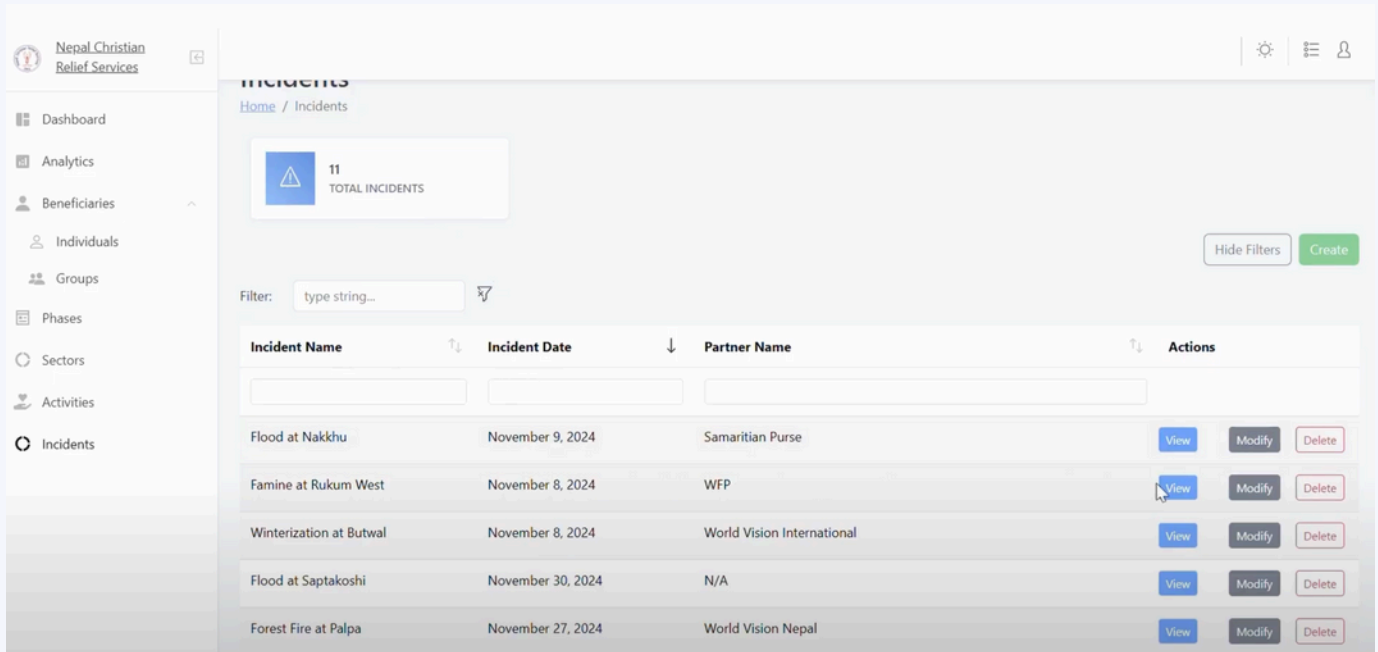 Nepal Christian
Relief Services
Dashboard
Analytics
Beneficiaries
Individuals
Groups
Phases
Sectors
Activities
Incidents
Incidents
Home / Incidents
11
TOTAL INCIDENTS
Hide Filters Create
Filter: type string...
Incident Name Incident Date Partner Name Actions
Flood at Nakkhu November 9, 2024 Samaritian Purse View Modify Delete
Famine at Rukum West November 8, 2024 WFP View Modify Delete
Winterization at Butwal November 8, 2024 World Vision International View Modify Delete
Flood at Saptakoshi November 30, 2024 N/A View Modify Delete
Forest Fire at Palpa November 27, 2024 World Vision Nepal View Modify Delete